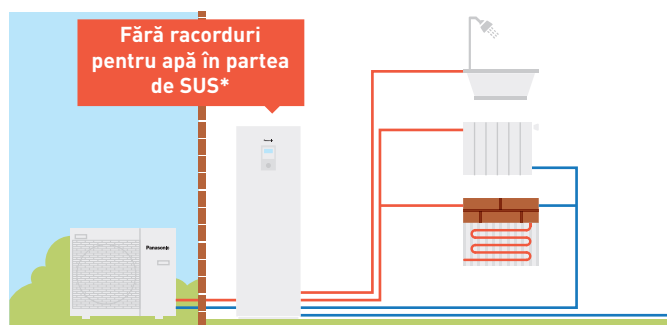 Fără racorduri
pentru apă în partea
de SUS*
Panasonic